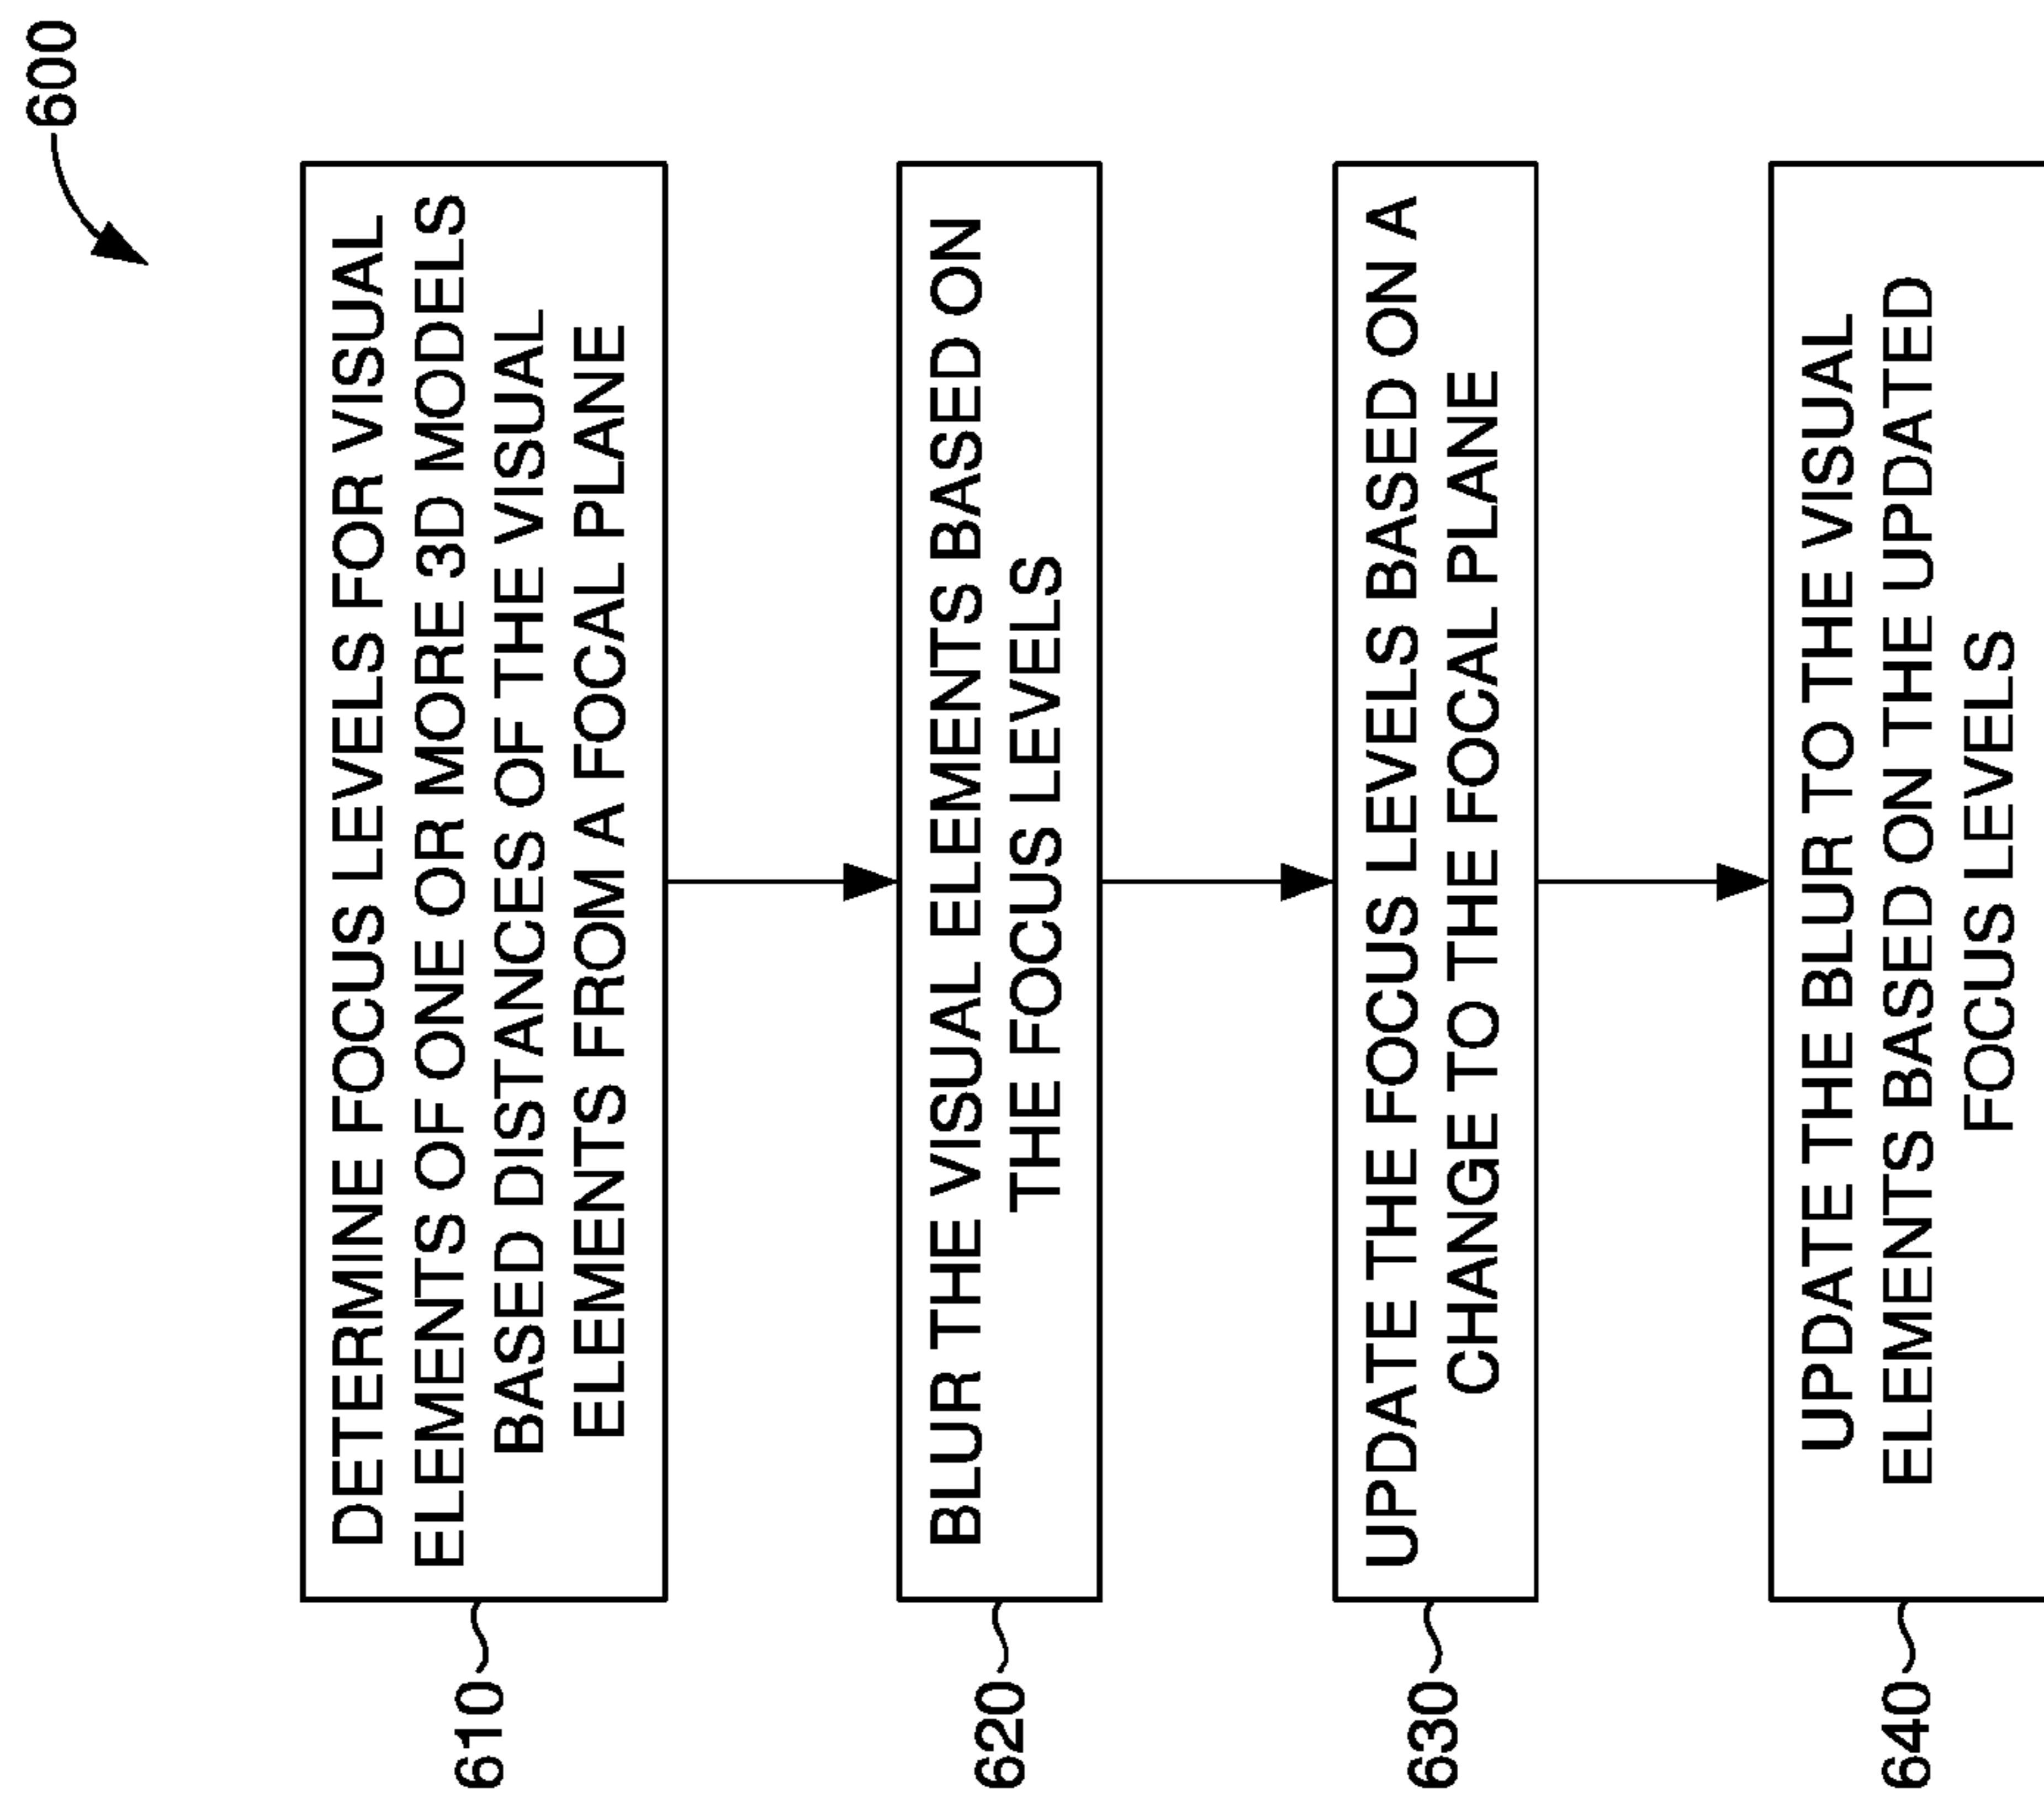 600
DETERMINE FOCUS LEVELS FOR VISUAL
ELEMENTS OF ONE OR MORE 3D MODELS
BASED DISTANCES OF THE VISUAL
ELEMENTS FROM A FOCAL PLANE
610
BLUR THE VISUAL ELEMENTS BASED ON
THE FOCUS LEVELS
620
UPDATE THE FOCUS LEVELS BASED ON A
CHANGE TO THE FOCAL PLANE
630
UPDATE THE BLUR TO THE VISUAL
ELEMENTS BASED ON THE UPDATED
FOCUS LEVELS
640